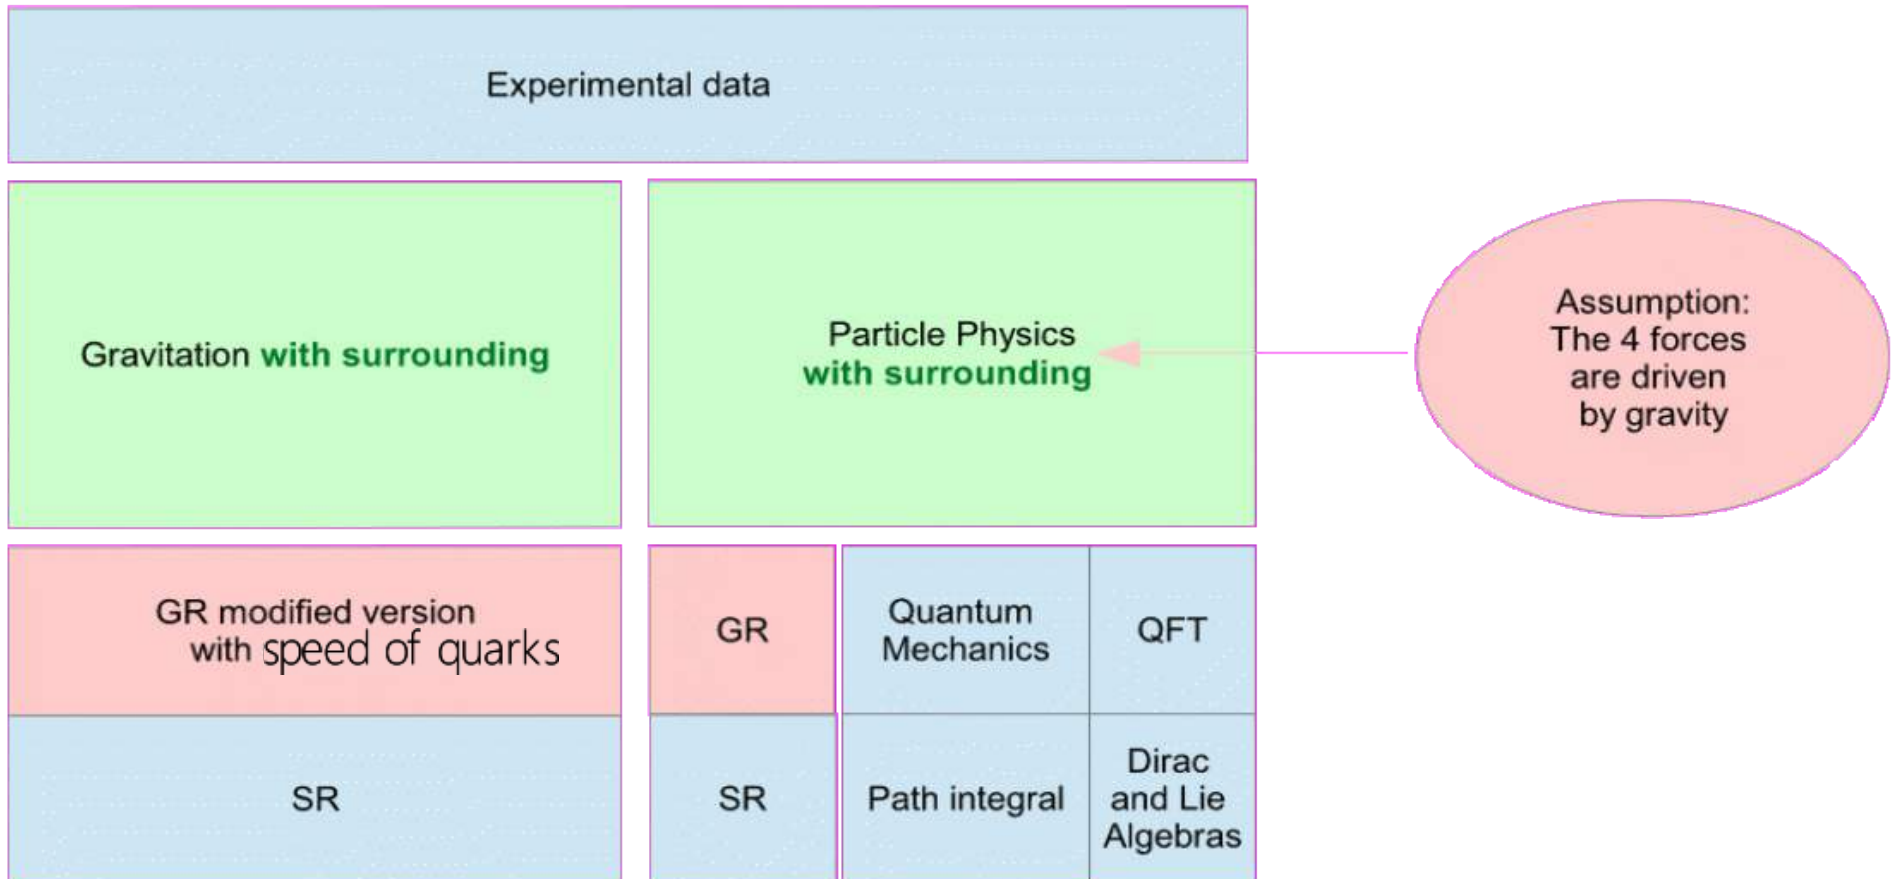 Experimental data
Gravitation with surrounding
Particle Physics
with surrounding
Assumption:
The 4 forces
are driven
by gravity
GR modified version
with speed of quarks
GR
Quantum
Mechanics
QFT
SR
SR
Path integral
Dirac
and Lie
Algebras